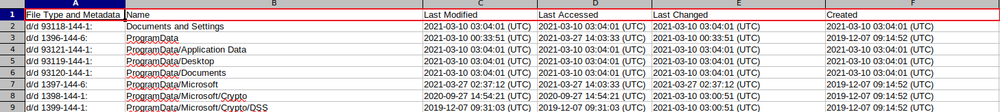 A B C D E F
1 File Type and Metadata Name Last Modified Last Accessed Last Changed Created
2 d/d 93118-144-1: Documents and Settings 2021-03-10 03:04:01 (UTC) 2021-03-10 03:04:01 (UTC) 2021-03-10 03:04:01 (UTC) 2021-03-10 03:04:01 (UTC)
3 d/d 1396-144-6: ProgramData 2021-03-10 00:33:51 (UTC) 2021-03-27 14:03:33 (UTC) 2021-03-10 00:33:51 (UTC) 2019-12-07 09:14:52 (UTC)
4 d/d 93121-144-1: ProgramData/Application Data 2021-03-10 03:04:01 (UTC) 2021-03-10 03:04:01 (UTC) 2021-03-10 03:04:01 (UTC) 2021-03-10 03:04:01 (UTC)
5 d/d 93119-144-1: ProgramData/Desktop 2021-03-10 03:04:01 (UTC) 2021-03-10 03:04:01 (UTC) 2021-03-10 03:04:01 (UTC) 2021-03-10 03:04:01 (UTC)
6 d/d 93120-144-1: ProgramData/Documents 2021-03-10 03:04:01 (UTC) 2021-03-10 03:04:01 (UTC) 2021-03-10 03:04:01 (UTC) 2021-03-10 03:04:01 (UTC)
7 d/d 1397-144-6: ProgramData/Microsoft 2021-03-27 02:37:12 (UTC) 2021-03-27 14:03:33 (UTC) 2021-03-27 02:37:12 (UTC) 2019-12-07 09:14:52 (UTC)
8 d/d 1398-144-1: ProgramData/Microsoft/Crypto 2020-09-27 14:54:21 (UTC) 2020-09-27 14:54:21 (UTC) 2021-03-10 03:00:51 (UTC) 2019-12-07 09:14:52 (UTC)
9 d/d 1399-144-1: ProgramData/Microsoft/Crypto/DSS 2019-12-07 09:31:03 (UTC) 2019-12-07 09:31:03 (UTC) 2021-03-10 03:00:51 (UTC) 2019-12-07 09:14:52 (UTC)